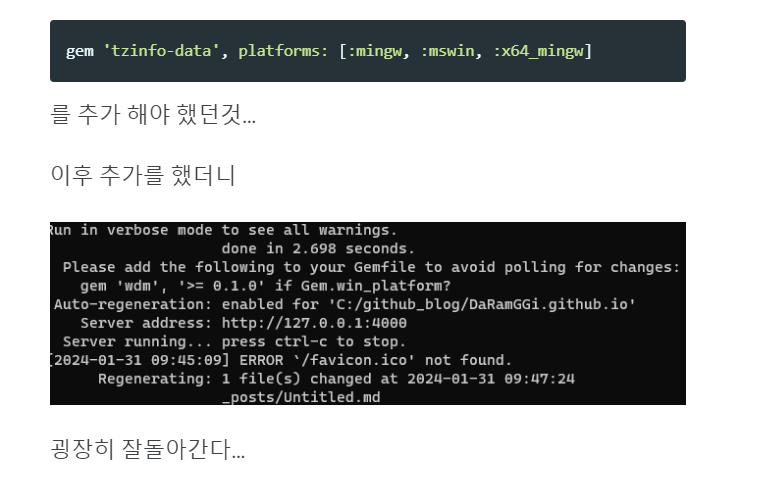 gem 'tzinfo-data', platforms: [:mingw, :mswin, :x64_mingw]
를 추가 해야 했던것...
이후 추가를 했더니
Run in verbose mode to see all warnings.
done in 2.698 seconds.
Please add the following to your Gemfile to avoid polling for changes:
gem 'wdm', '>= 0.1.0' if Gem.win_platform?
Auto-regeneration: enabled for 'C:/github_blog/DaRamGGi.github.io'
Server address: http://127.0.0.1:4000
Server running... press ctrl-c to stop.
[2024-01-31 09:45:09] ERROR `/favicon.ico' not found.
Regenerating: 1 file(s) changed at 2024-01-31 09:47:24
_posts/Untitled.md
굉장히 잘돌아간다...